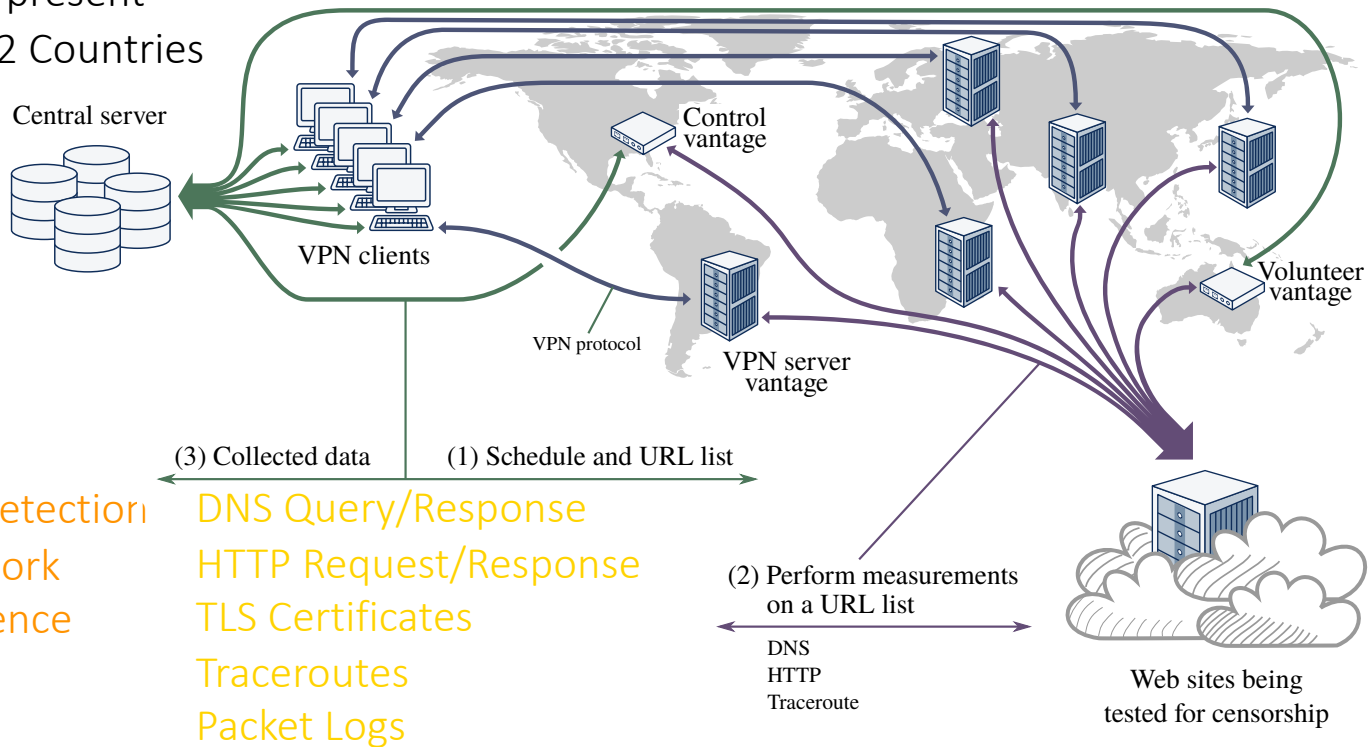 present
2 Countries
Central server
VPN clients
Control
vantage
Volunteer
vantage
VPN protocol
VPN server
vantage
(3) Collected data
(1) Schedule and URL list
etection
ork
ence
DNS Query/Response
HTTP Request/Response
TLS Certificates
Traceroutes
Packet Logs
(2) Perform measurements
on a URL list
DNS
HTTP
Traceroute
Web sites being
tested for censorship